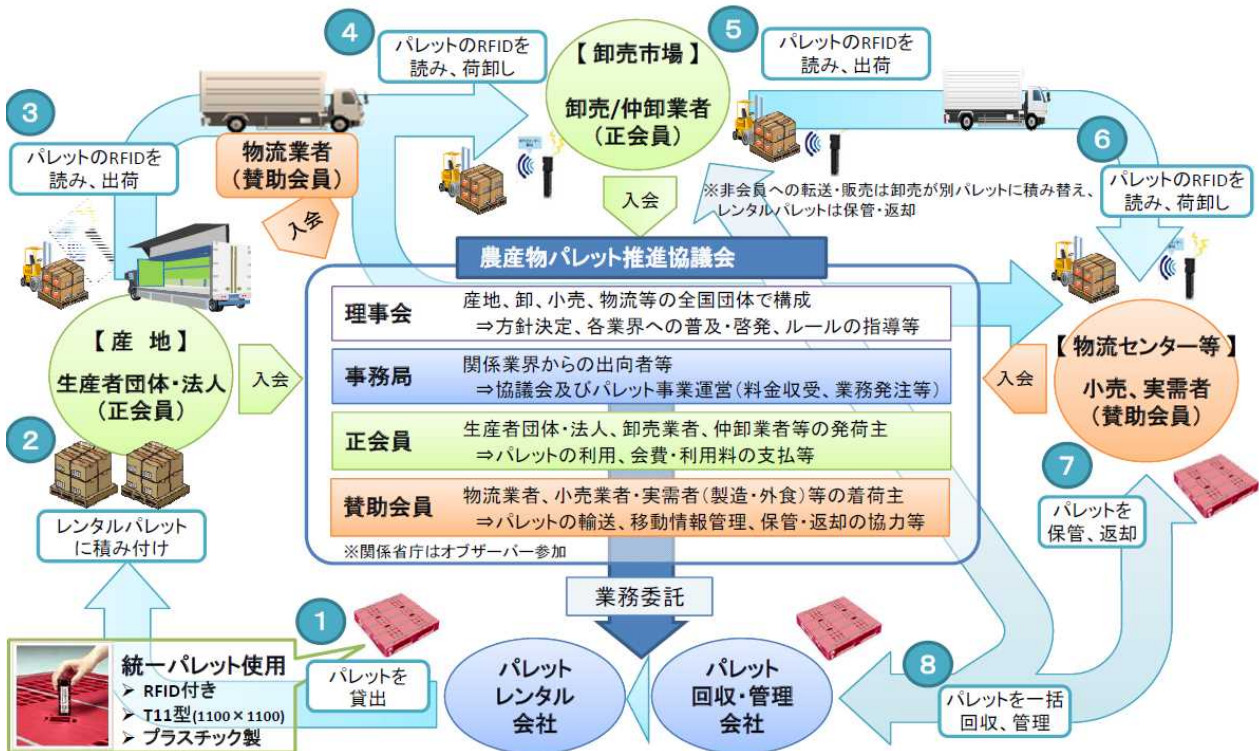 4
パレットのRFIDを
読み、荷卸し
【 卸売市場 】
卸売/仲卸業者
（正会員）
5
パレットのRFIDを
読み、出荷
3
パレットのRFIDを
読み、出荷
物流業者
（賛助会員）
入会
入会
※非会員への転送・販売は卸売が別パレットに積み替え、
レンタルパレットは保管・返却
6
パレットのRFIDを
読み、荷卸し
【 産 地 】
生産者団体・法人
（正会員）
入会
農産物パレット推進協議会
理事会
産地、卸、小売、物流等の全国団体で構成
⇒方針決定、各業界への普及・啓発、ルールの指導等
事務局
関係業界からの出向者等
⇒協議会及びパレット事業運営（料金収受、業務発注等）
正会員
生産者団体・法人、卸売業者、仲卸業者等の発荷主
⇒パレットの利用、会費・利用料の支払等
賛助会員
物流業者、小売業者・実需者（製造・外食）等の着荷主
⇒パレットの輸送、移動情報管理、保管・返却の協力等
※関係省庁はオブザーバー参加
入会
【 物流センター等 】
小売、実需者
（賛助会員）
2
レンタルパレット
に積み付け
7
パレットを
保管、返却
業務委託
1
パレットを
貸出
統一パレット使用
➢ RFID付き
➢ T11型(1100×1100)
➢ プラスチック製
パレット
レンタル
会社
パレット
回収・管理
会社
8
パレットを一括
回収、管理